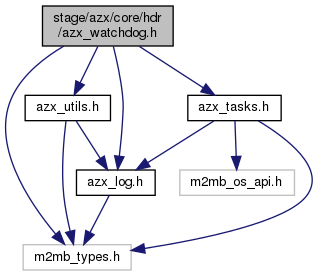 stage/azx/core/hdr
/azx_watchdog.h
azx_utils.h
azx_tasks.h
azx_log.h
m2mb_os_api.h
m2mb_types.h